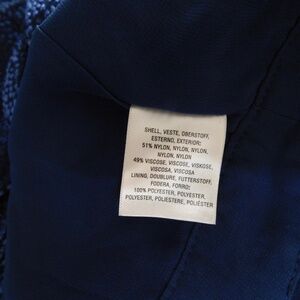 SHELL, VESTE, OBERSTOFF,
ESTERNO, EXTERIOR:
51% NYLON, NYLON, NYLON,
NYLON, NYLON
49% VISCOSE, VISCOSE, VISKOSE,
VISCOSA, VISCOSA
LINING, DOUBLURE, FUTTERSTOFF,
FODERA, FORRO:
100% POLYESTER, POLYESTER,
POLYESTER, POLIESTERE, POLIÉSTER